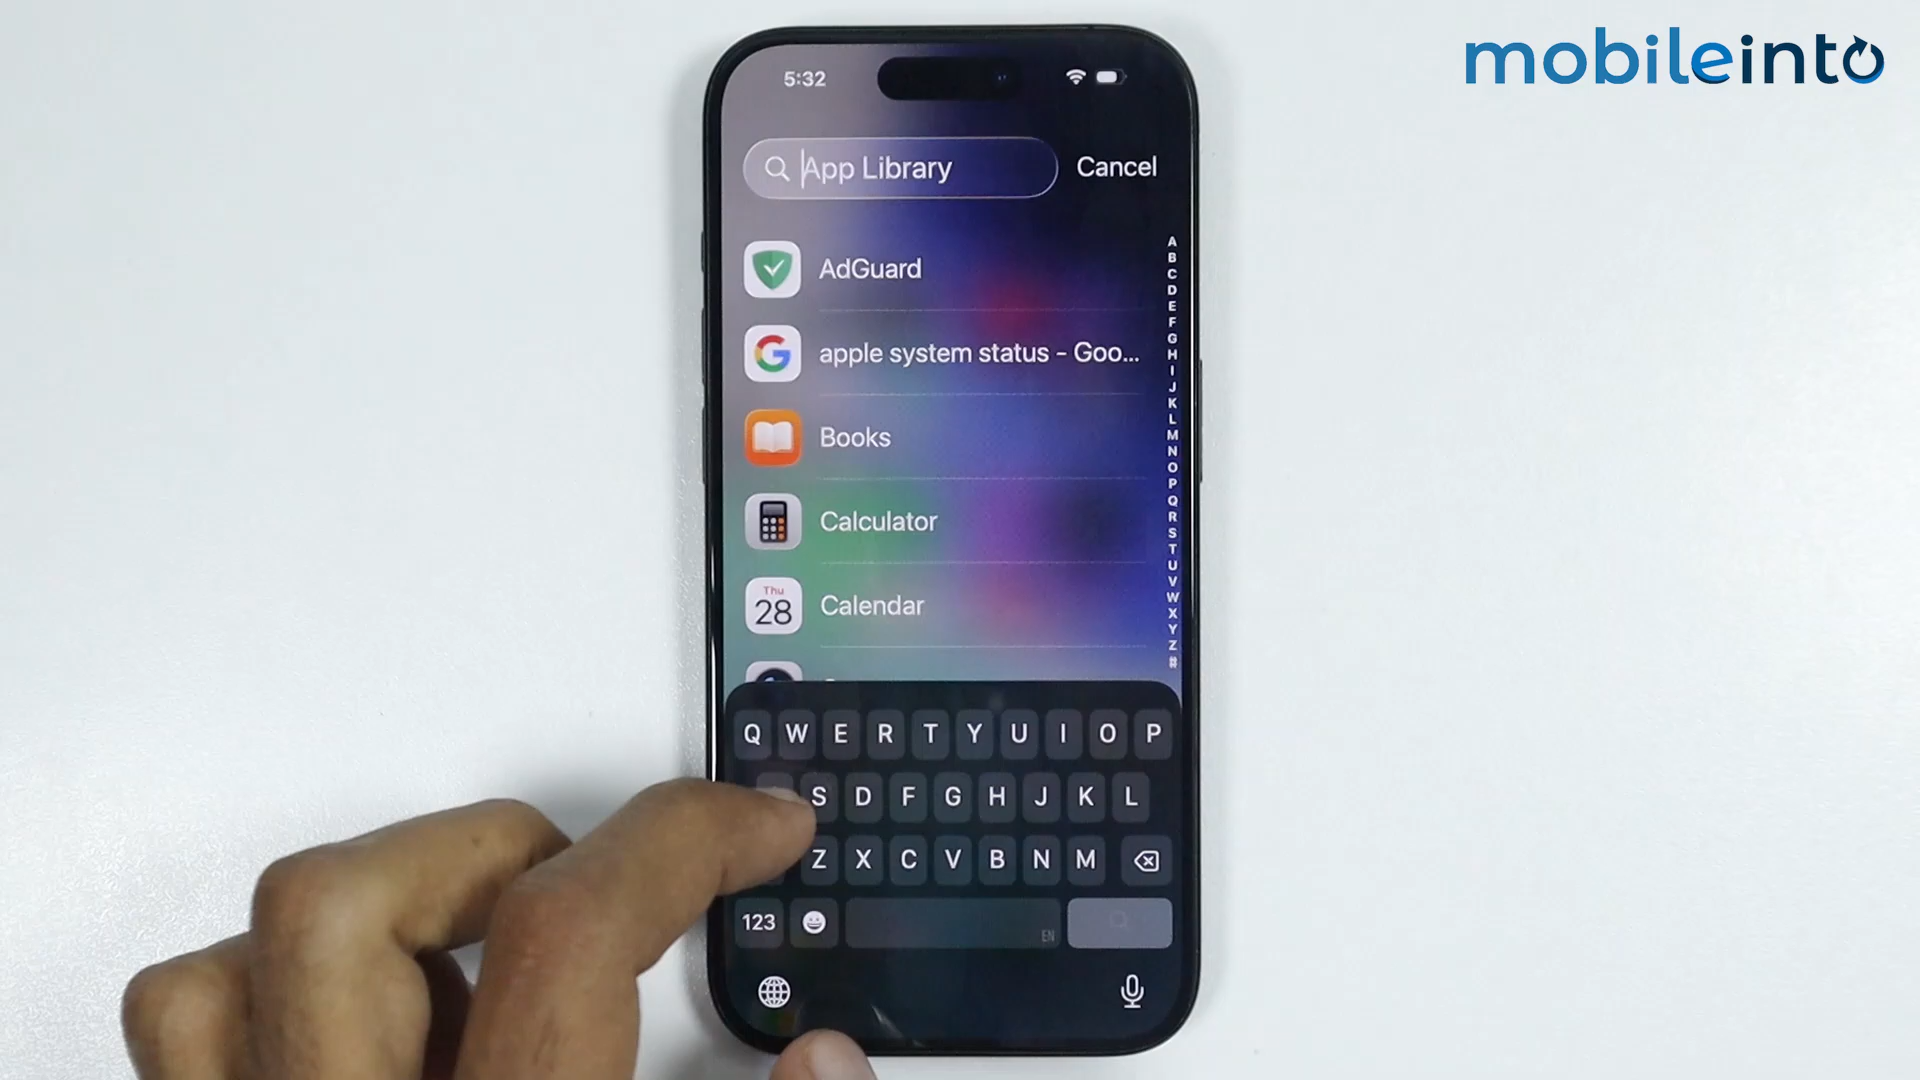 mobileinto
5:32
App Library
Cancel
AdGuard
apple system status - Goo...
Books
Calculator
Thu
28
Calendar
A
B
C
D
E
F
G
H
I
J
K
L
M
N
O
P
Q
R
S
T
U
V
W
X
Y
Z
#
Q W E R T Y U I O P
S D F G H J K L
Z X C V B N M
123
EN